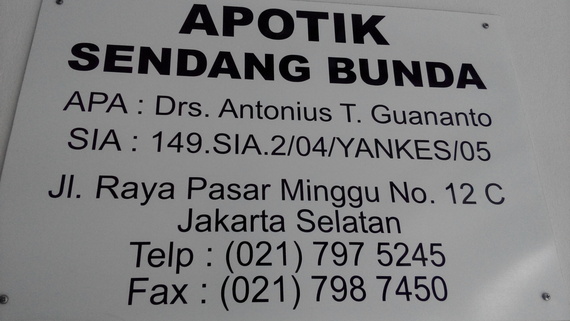 APOTIK
SENDANG BUNDA
APA : Drs. Antonius T. Guananto
SIA : 149.SIA.2/04/YANKES/05
Jl. Raya Pasar Minggu No. 12 C
Jakarta Selatan
Telp : (021) 797 5245
Fax : (021) 798 7450